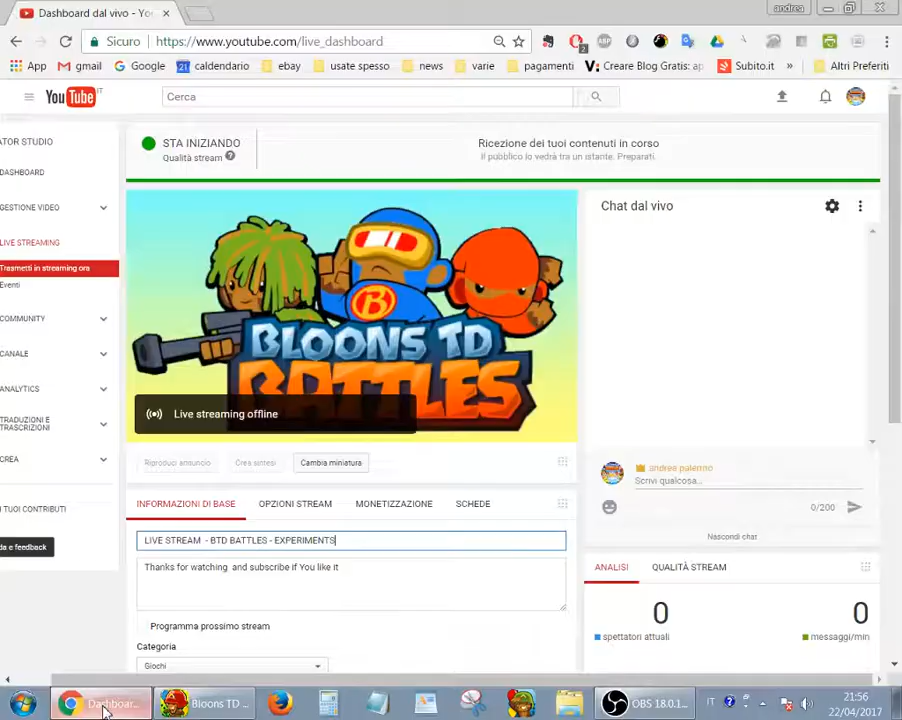 Dashboard dal vivo - Yo
andrea
Sicuro
https://www.youtube.com/live_dashboard
2
ABP
App
gmail
Google
21
caldendario
ebay
usate spesso
news
varie
pagamenti
Creare Blog Gratis: ap
Subito.it
»
Altri Preferiti
YouTube IT
Cerca
ATOR STUDIO
DASHBOARD
GESTIONE VIDEO
LIVE STREAMING
Trasmetti in streaming ora
Eventi
COMMUNITY
CANALE
ANALYTICS
TRADUZIONI E
TRASCRIZIONI
CREA
I TUOI CONTRIBUTI
da e feedback
STA INIZIANDO
Qualità stream ?
Ricezione dei tuoi contenuti in corso
Il pubblico lo vedrà tra un istante. Preparati.
B
BLOONS TD
BATTLES
Live streaming offline
Riproduci annuncio
Crea sintesi
Cambia miniatura
INFORMAZIONI DI BASE
OPZIONI STREAM
MONETIZZAZIONE
SCHEDE
LIVE STREAM - BTD BATTLES - EXPERIMENTS
Thanks for watching and subscribe if You like it
Programma prossimo stream
Categoria
Giochi
Chat dal vivo
andrea palermo
Scrivi qualcosa...
0/200
Nascondi chat
ANALISI
QUALITÀ STREAM
0
spettatori attuali
0
messaggi/min
Dashboar...
Bloons TD ...
OBS 18.0.1...
IT
21:56
22/04/2017